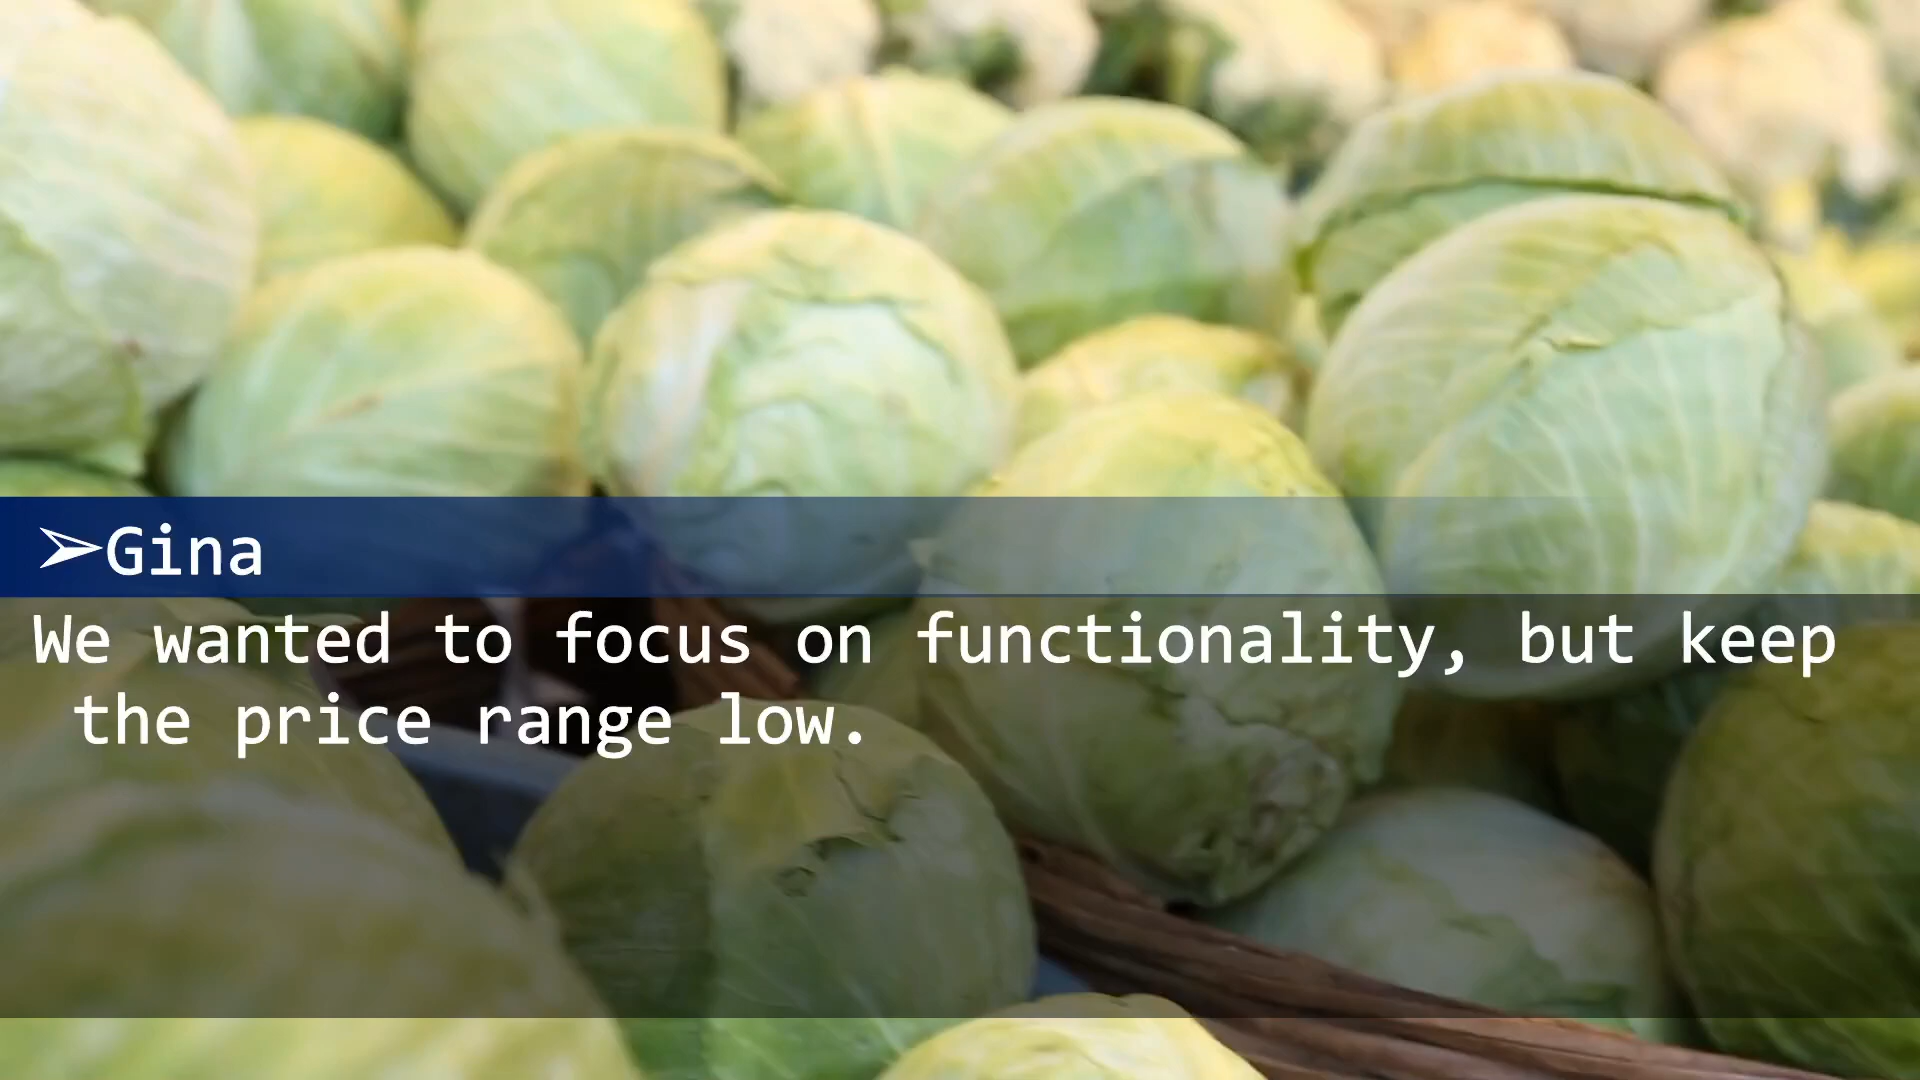 ➢Gina
We wanted to focus on functionality, but keep
the price range low.